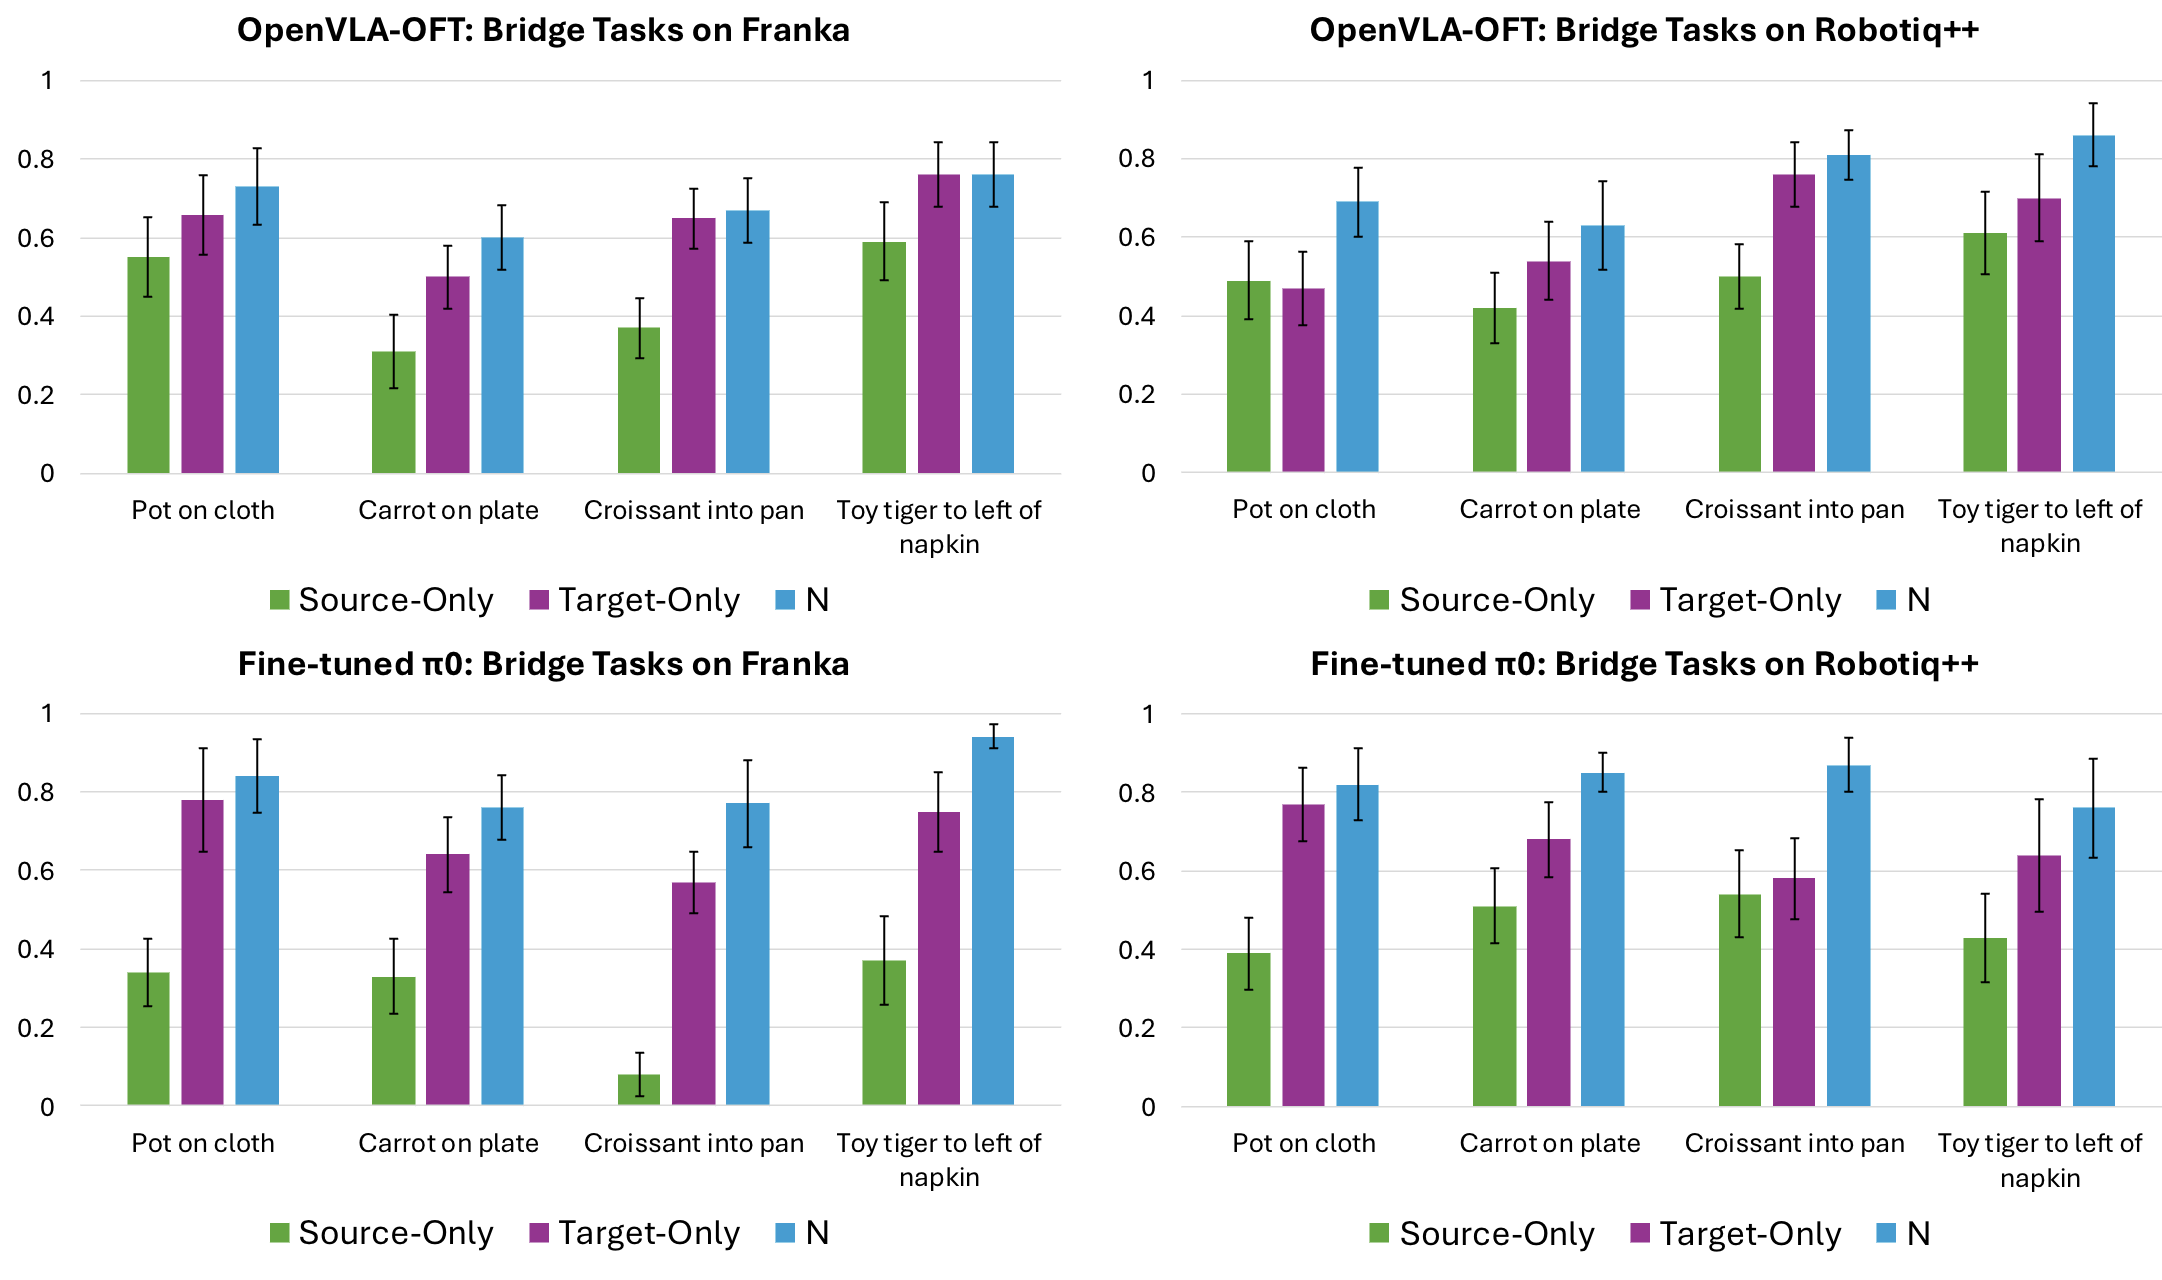 OpenVLA-OFT: Bridge Tasks on Franka
1
0.8
0.6
0.4
0.2
0
Pot on cloth
Carrot on plate
Croissant into pan
Toy tiger to left of
napkin
Source-Only
Target-Only
N
OpenVLA-OFT: Bridge Tasks on Robotiq++
1
0.8
0.6
0.4
0.2
0
Pot on cloth
Carrot on plate
Croissant into pan
Toy tiger to left of
napkin
Source-Only
Target-Only
N
Fine-tuned π0: Bridge Tasks on Franka
1
0.8
0.6
0.4
0.2
0
Pot on cloth
Carrot on plate
Croissant into pan
Toy tiger to left of
napkin
Source-Only
Target-Only
N
Fine-tuned π0: Bridge Tasks on Robotiq++
1
0.8
0.6
0.4
0.2
0
Pot on cloth
Carrot on plate
Croissant into pan
Toy tiger to left of
napkin
Source-Only
Target-Only
N